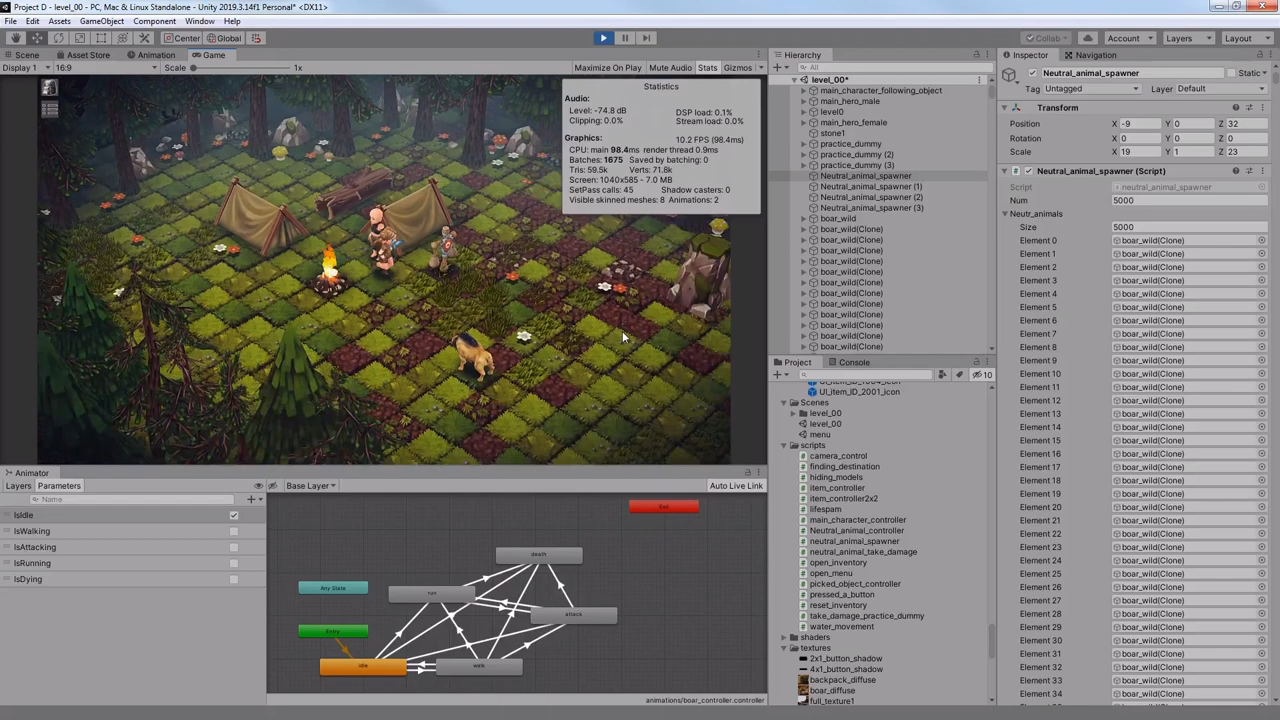 Project D - level_00 - PC, Mac & Linux Standalone - Unity 2019.3.14f1 Personal* <DX11>
File Edit Assets GameObject Component Window Help
Center Global Collab Account Layers Layout
Scene Asset Store Animation Game
Display 1 16:9 Scale 1x Maximize On Play Mute Audio Stats Gizmos
Statistics
Audio:
Level: -74.8 dB DSP load: 0.1%
Clipping: 0.0% Stream load: 0.0%
Graphics: 10.2 FPS (98.4ms)
CPU: main 98.4ms render thread 0.9ms
Batches: 1675 Saved by batching: 0
Tris: 59.5k Verts: 71.8k
Screen: 1040x585 - 7.0 MB
SetPass calls: 45 Shadow casters: 0
Visible skinned meshes: 8 Animations: 2
Animator
Layers Parameters Base Layer Auto Live Link
Name
IsIdle
IsWalking
IsAttacking
IsRunning
IsDying
Exit
death
Any State
run
attack
Entry
idle
walk
animations/boar_controller.controller
Hierarchy
All
level_00*
main_character_following_object
main_hero_male
level0
main_hero_female
stone1
practice_dummy
practice_dummy (2)
practice_dummy (3)
Neutral_animal_spawner
Neutral_animal_spawner (1)
Neutral_animal_spawner (2)
Neutral_animal_spawner (3)
boar_wild
boar_wild(Clone)
boar_wild(Clone)
boar_wild(Clone)
boar_wild(Clone)
boar_wild(Clone)
boar_wild(Clone)
boar_wild(Clone)
boar_wild(Clone)
boar_wild(Clone)
boar_wild(Clone)
boar_wild(Clone)
boar_wild(Clone)
Project Console
10
UI_item_ID_1004_icon
UI_item_ID_2001_icon
Scenes
level_00
level_00
menu
scripts
camera_control
finding_destination
hiding_models
item_controller
item_controller2x2
lifespam
main_character_controller
Neutral_animal_controller
neutral_animal_spawner
neutral_animal_take_damage
open_inventory
open_menu
picked_object_controller
pressed_a_button
reset_inventory
take_damage_practice_dummy
water_movement
shaders
textures
2x1_button_shadow
4x1_button_shadow
backpack_diffuse
boar_diffuse
full_texture1
Inspector Navigation
Neutral_animal_spawner Static
Tag Untagged Layer Default
Transform
Position X -9 Y 0 Z 32
Rotation X 0 Y 0 Z 0
Scale X 19 Y 1 Z 23
Neutral_animal_spawner (Script)
Script neutral_animal_spawner
Num 5000
Neutr_animals
Size 5000
Element 0 boar_wild(Clone)
Element 1 boar_wild(Clone)
Element 2 boar_wild(Clone)
Element 3 boar_wild(Clone)
Element 4 boar_wild(Clone)
Element 5 boar_wild(Clone)
Element 6 boar_wild(Clone)
Element 7 boar_wild(Clone)
Element 8 boar_wild(Clone)
Element 9 boar_wild(Clone)
Element 10 boar_wild(Clone)
Element 11 boar_wild(Clone)
Element 12 boar_wild(Clone)
Element 13 boar_wild(Clone)
Element 14 boar_wild(Clone)
Element 15 boar_wild(Clone)
Element 16 boar_wild(Clone)
Element 17 boar_wild(Clone)
Element 18 boar_wild(Clone)
Element 19 boar_wild(Clone)
Element 20 boar_wild(Clone)
Element 21 boar_wild(Clone)
Element 22 boar_wild(Clone)
Element 23 boar_wild(Clone)
Element 24 boar_wild(Clone)
Element 25 boar_wild(Clone)
Element 26 boar_wild(Clone)
Element 27 boar_wild(Clone)
Element 28 boar_wild(Clone)
Element 29 boar_wild(Clone)
Element 30 boar_wild(Clone)
Element 31 boar_wild(Clone)
Element 32 boar_wild(Clone)
Element 33 boar_wild(Clone)
Element 34 boar_wild(Clone)